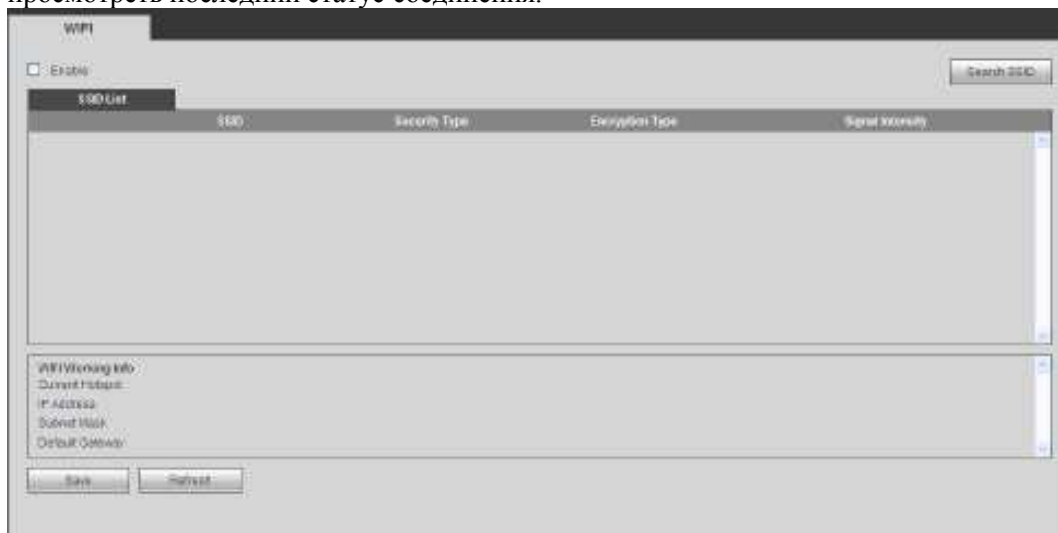 просмотреть последний статус соединения.
WIFI
Enable
Search SSID
SSID List
SSID Security Type Encryption Type Signal Intensity
WIFI Working Info
Current Hotspot
IP Address
Subnet Mask
Default Gateway
Save Refresh